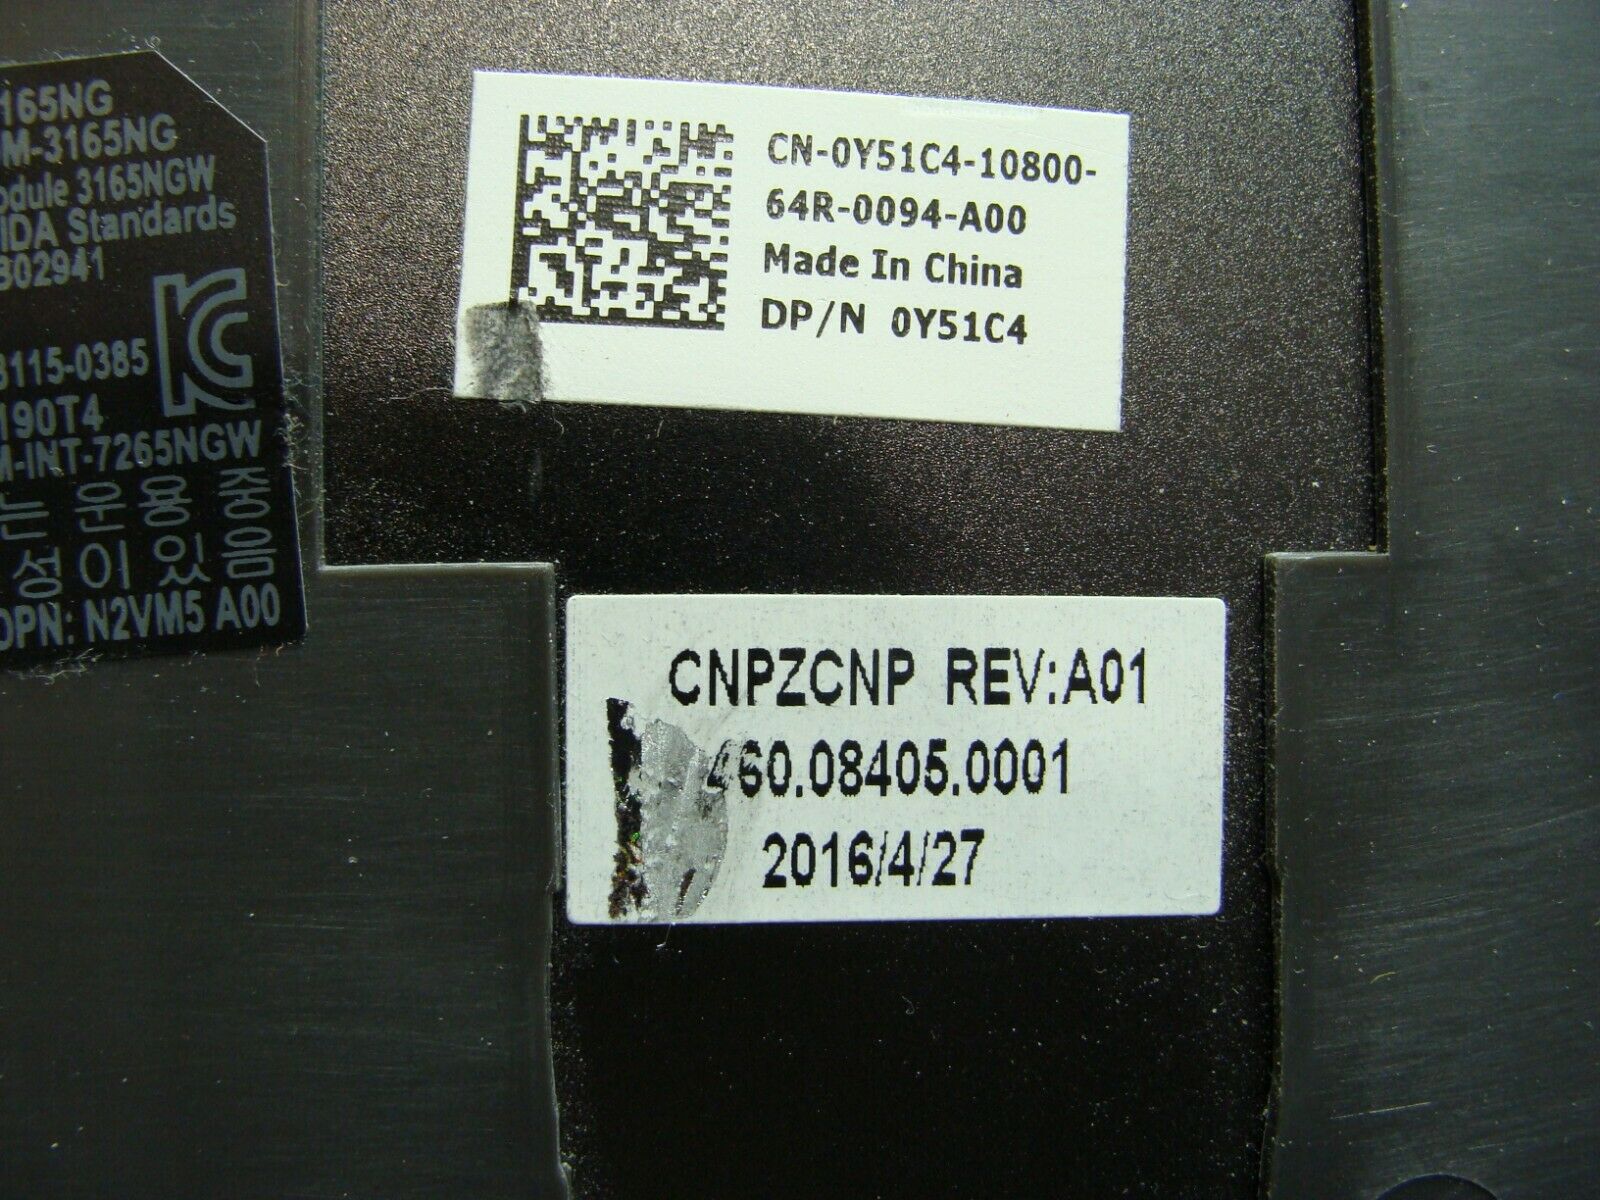 165NG
M-3165NG
odule 3165NGW
IDA Standards
302941
3115-0385
190T4
M-INT-7265NGW
는 운용 중
성이 있음
DPN: N2VM5 A00
CN-0Y51C4-10800-
64R-0094-A00
Made In China
DP/N 0Y51C4
CNPZCNP REV:A01
460.08405.0001
2016/4/27